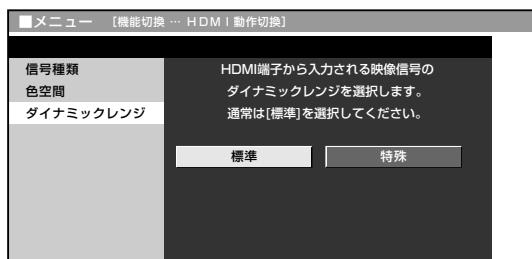 ■メニュー [機能切換 … HDMI動作切換]
信号種類
色空間
ダイナミックレンジ
HDMI端子から入力される映像信号の
ダイナミックレンジを選択します。
通常は[標準]を選択してください。
標準 特殊